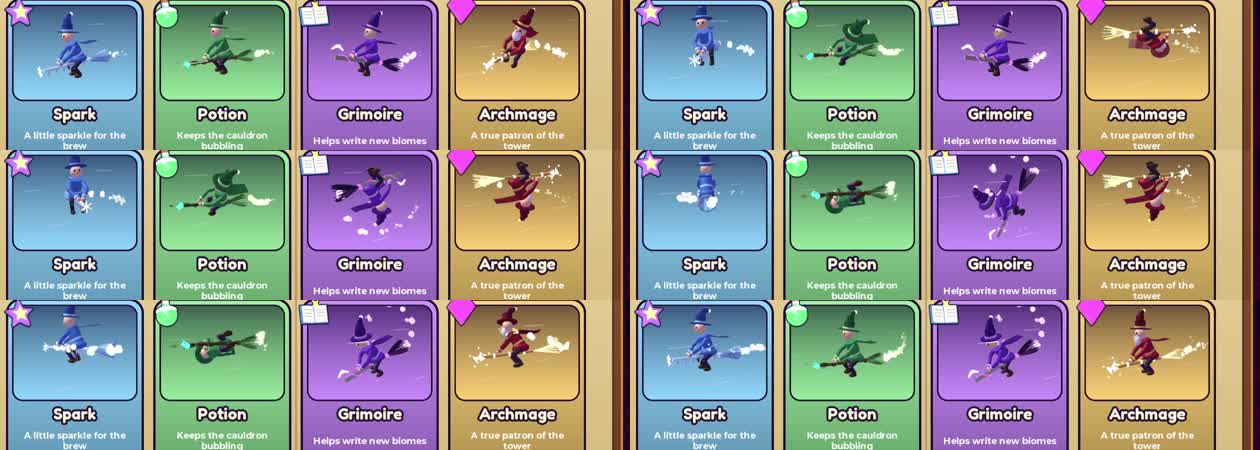 Spark Potion Grimoire Archmage Spark Potion Grimoire Archmage
A little sparkle for the Keeps the cauldron Helps write new biomes A true patron of the A little sparkle for the Keeps the cauldron Helps write new biomes A true patron of the
brew bubbling tower brew bubbling tower
Spark Potion Grimoire Archmage Spark Potion Grimoire Archmage
A little sparkle for the Keeps the cauldron Helps write new biomes A true patron of the A little sparkle for the Keeps the cauldron Helps write new biomes A true patron of the
brew bubbling tower brew bubbling tower
Spark Potion Grimoire Archmage Spark Potion Grimoire Archmage
A little sparkle for the Keeps the cauldron Helps write new biomes A true patron of the A little sparkle for the Keeps the cauldron Helps write new biomes A true patron of the
brew bubbling tower brew bubbling tower